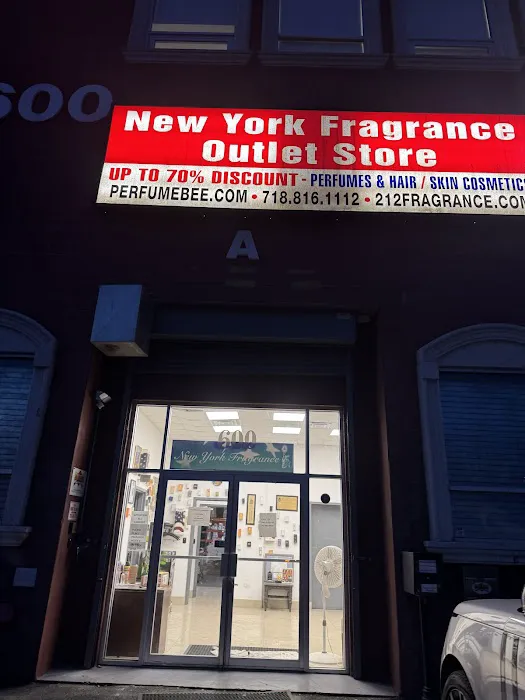 600
New York Fragrance
Outlet Store
UP TO 70% DISCOUNT - PERFUMES & HAIR / SKIN COSMETIC
PERFUMEBEE.COM • 718.816.1112 • 212FRAGRANCE.COM
A
600
New York Fragrance